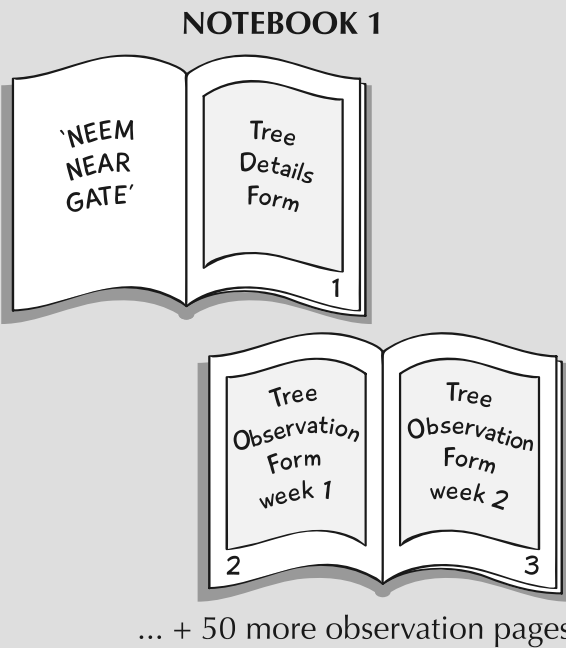 NOTEBOOK 1
‘NEEM
NEAR
GATE’
Tree
Details
Form
1
Tree
Observation
Form
week 1
2
Tree
Observation
Form
week 2
3
... + 50 more observation pages